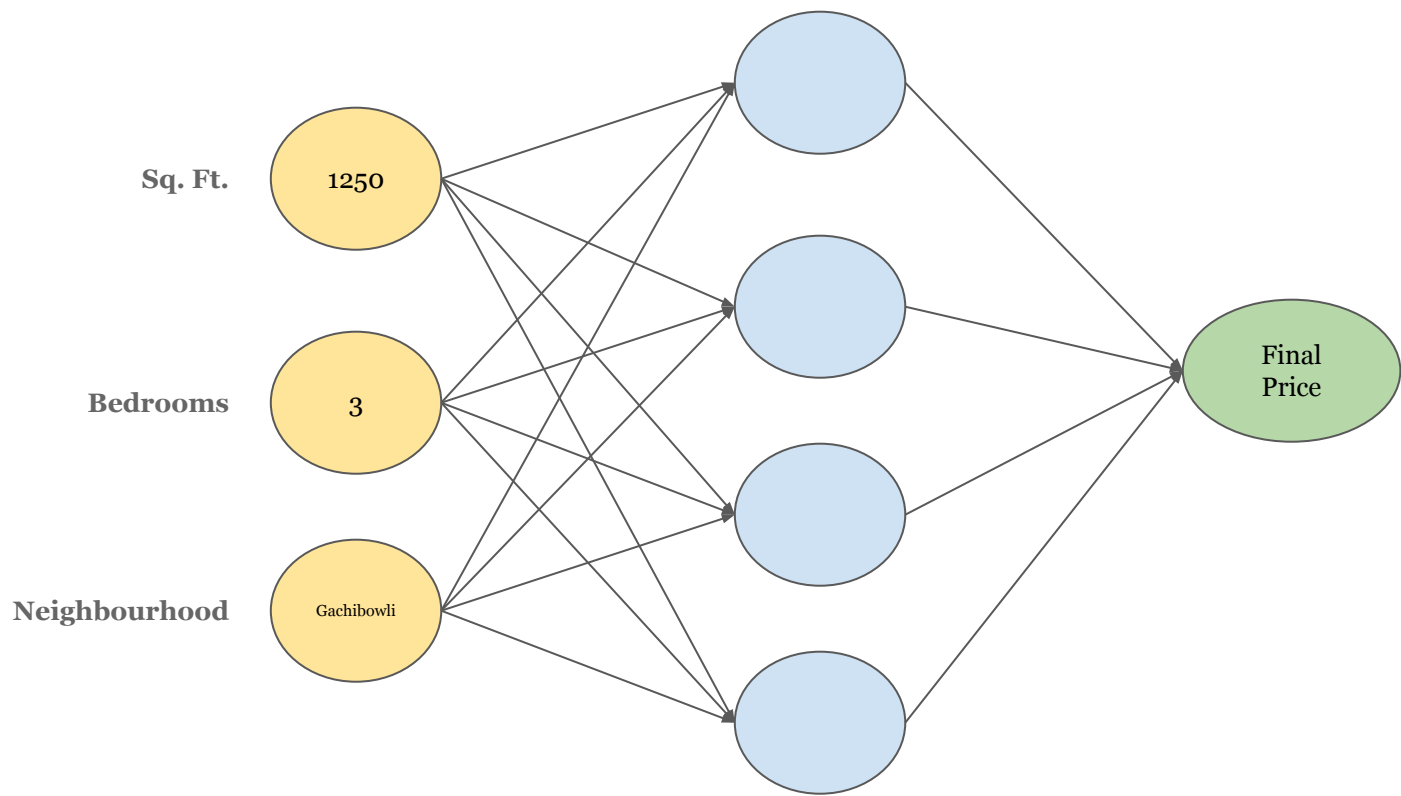 Sq. Ft.
1250
Bedrooms
3
Neighbourhood
Gachibowli
Final
Price